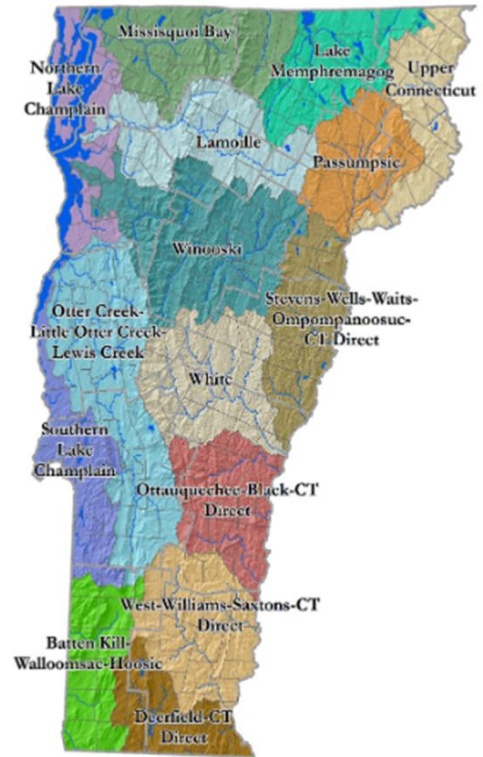 Missisquoi Bay
Lake
Memphremagog
Northern
Lake
Champlain
Upper
Connecticut
Lamoille
Passumpsic
Winooski
Stevens-Wells-Waits-
Ompompanoosuc-
CT Direct
Otter Creek-
Little Otter Creek-
Lewis Creek
White
Southern
Lake
Champlain
Ottauquechee-Black-CT
Direct
West-Williams-Saxtons-CT
Direct
Batten Kill-
Walloomsac-Hoosic
Deerfield-CT
Direct